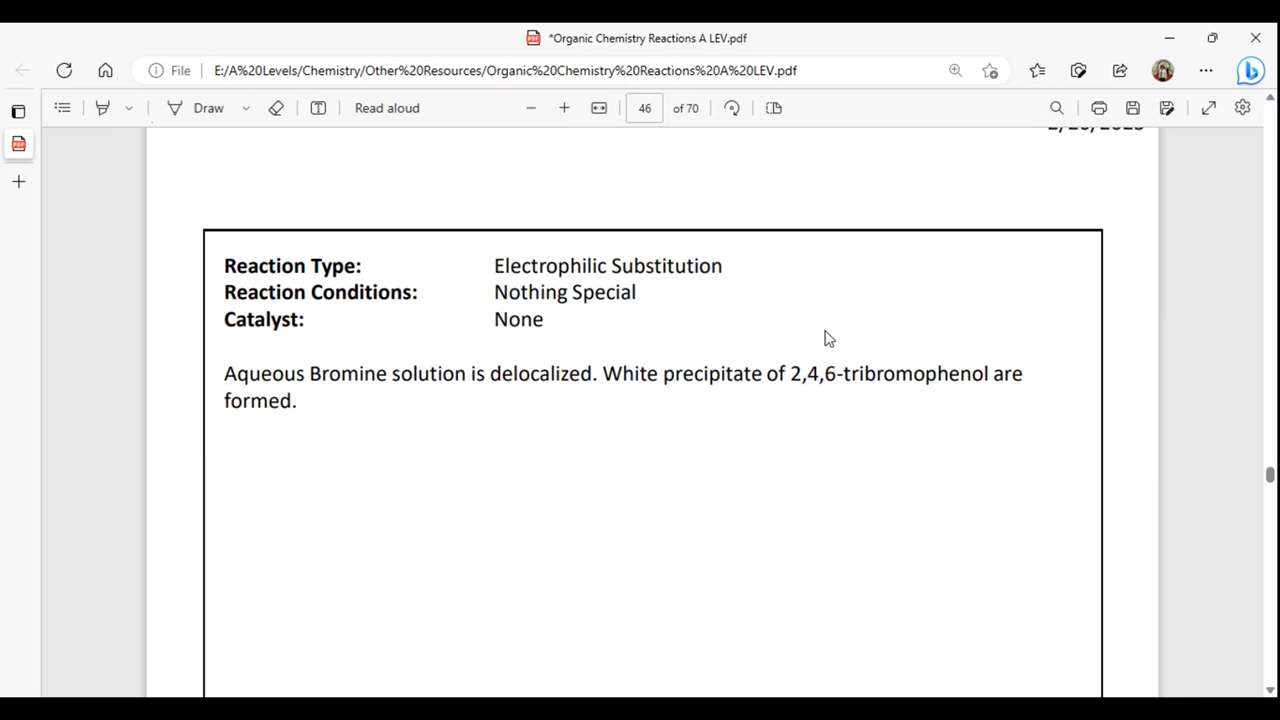 *Organic Chemistry Reactions A LEV.pdf
File E:/A%20Levels/Chemistry/Other%20Resources/Organic%20Chemistry%20Reactions%20A%20LEV.pdf
Draw Read aloud 46 of 70
Reaction Type: Electrophilic Substitution
Reaction Conditions: Nothing Special
Catalyst: None
Aqueous Bromine solution is delocalized. White precipitate of 2,4,6-tribromophenol are
formed.